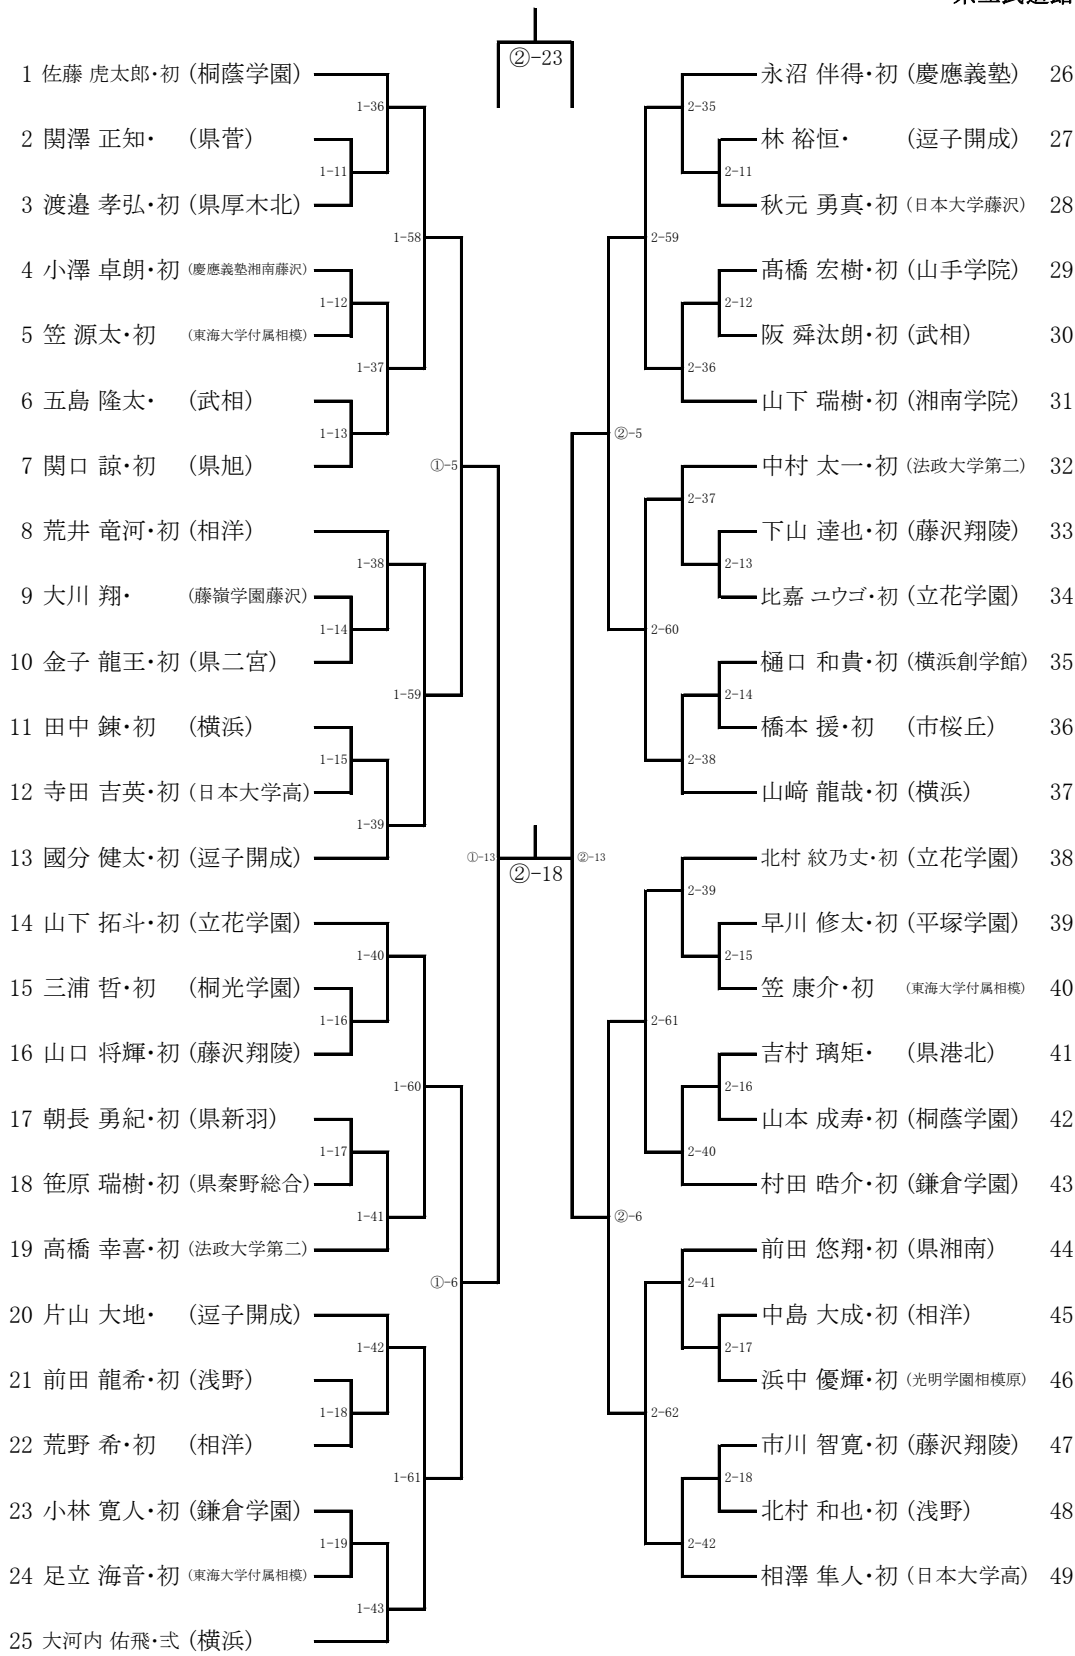 ②-23
1 佐藤 虎太郎・初 (桐蔭学園)
1-36
2 関澤 正知・ (県菅)
1-11
3 渡邉 孝弘・初 (県厚木北)
1-58
4 小澤 卓朗・初 (慶應義塾湘南藤沢)
1-12
5 笠 源太・初 (東海大学付属相模)
1-37
6 五島 隆太・ (武相)
1-13
7 関口 諒・初 (県旭)
①-5
8 荒井 竜河・初 (相洋)
1-38
9 大川 翔・ (藤嶺学園藤沢)
1-14
10 金子 龍王・初 (県二宮)
1-59
11 田中 錬・初 (横浜)
1-15
12 寺田 吉英・初 (日本大学高)
1-39
13 國分 健太・初 (逗子開成)
①-13
②-18
②-13
14 山下 拓斗・初 (立花学園)
1-40
15 三浦 哲・初 (桐光学園)
1-16
16 山口 将輝・初 (藤沢翔陵)
1-60
17 朝長 勇紀・初 (県新羽)
1-17
18 笹原 瑞樹・初 (県秦野総合)
1-41
19 高橋 幸喜・初 (法政大学第二)
①-6
20 片山 大地・ (逗子開成)
1-42
21 前田 龍希・初 (浅野)
1-18
22 荒野 希・初 (相洋)
1-61
23 小林 寛人・初 (鎌倉学園)
1-19
24 足立 海音・初 (東海大学付属相模)
1-43
25 大河内 佑飛・弍 (横浜)
永沼 伴得・初 (慶應義塾) 26
2-35
林 裕恒・ (逗子開成) 27
2-11
秋元 勇真・初 (日本大学藤沢) 28
2-59
髙橋 宏樹・初 (山手学院) 29
2-12
阪 舜汰朗・初 (武相) 30
2-36
山下 瑞樹・初 (湘南学院) 31
②-5
中村 太一・初 (法政大学第二) 32
2-37
下山 達也・初 (藤沢翔陵) 33
2-13
比嘉 ユウゴ・初 (立花学園) 34
2-60
樋口 和貴・初 (横浜創学館) 35
2-14
橋本 援・初 (市桜丘) 36
2-38
山﨑 龍哉・初 (横浜) 37
北村 紋乃丈・初 (立花学園) 38
2-39
早川 修太・初 (平塚学園) 39
2-15
笠 康介・初 (東海大学付属相模) 40
2-61
吉村 璃矩・ (県港北) 41
2-16
山本 成寿・初 (桐蔭学園) 42
2-40
村田 晧介・初 (鎌倉学園) 43
②-6
前田 悠翔・初 (県湘南) 44
2-41
中島 大成・初 (相洋) 45
2-17
浜中 優輝・初 (光明学園相模原) 46
2-62
市川 智寛・初 (藤沢翔陵) 47
2-18
北村 和也・初 (浅野) 48
2-42
相澤 隼人・初 (日本大学高) 49